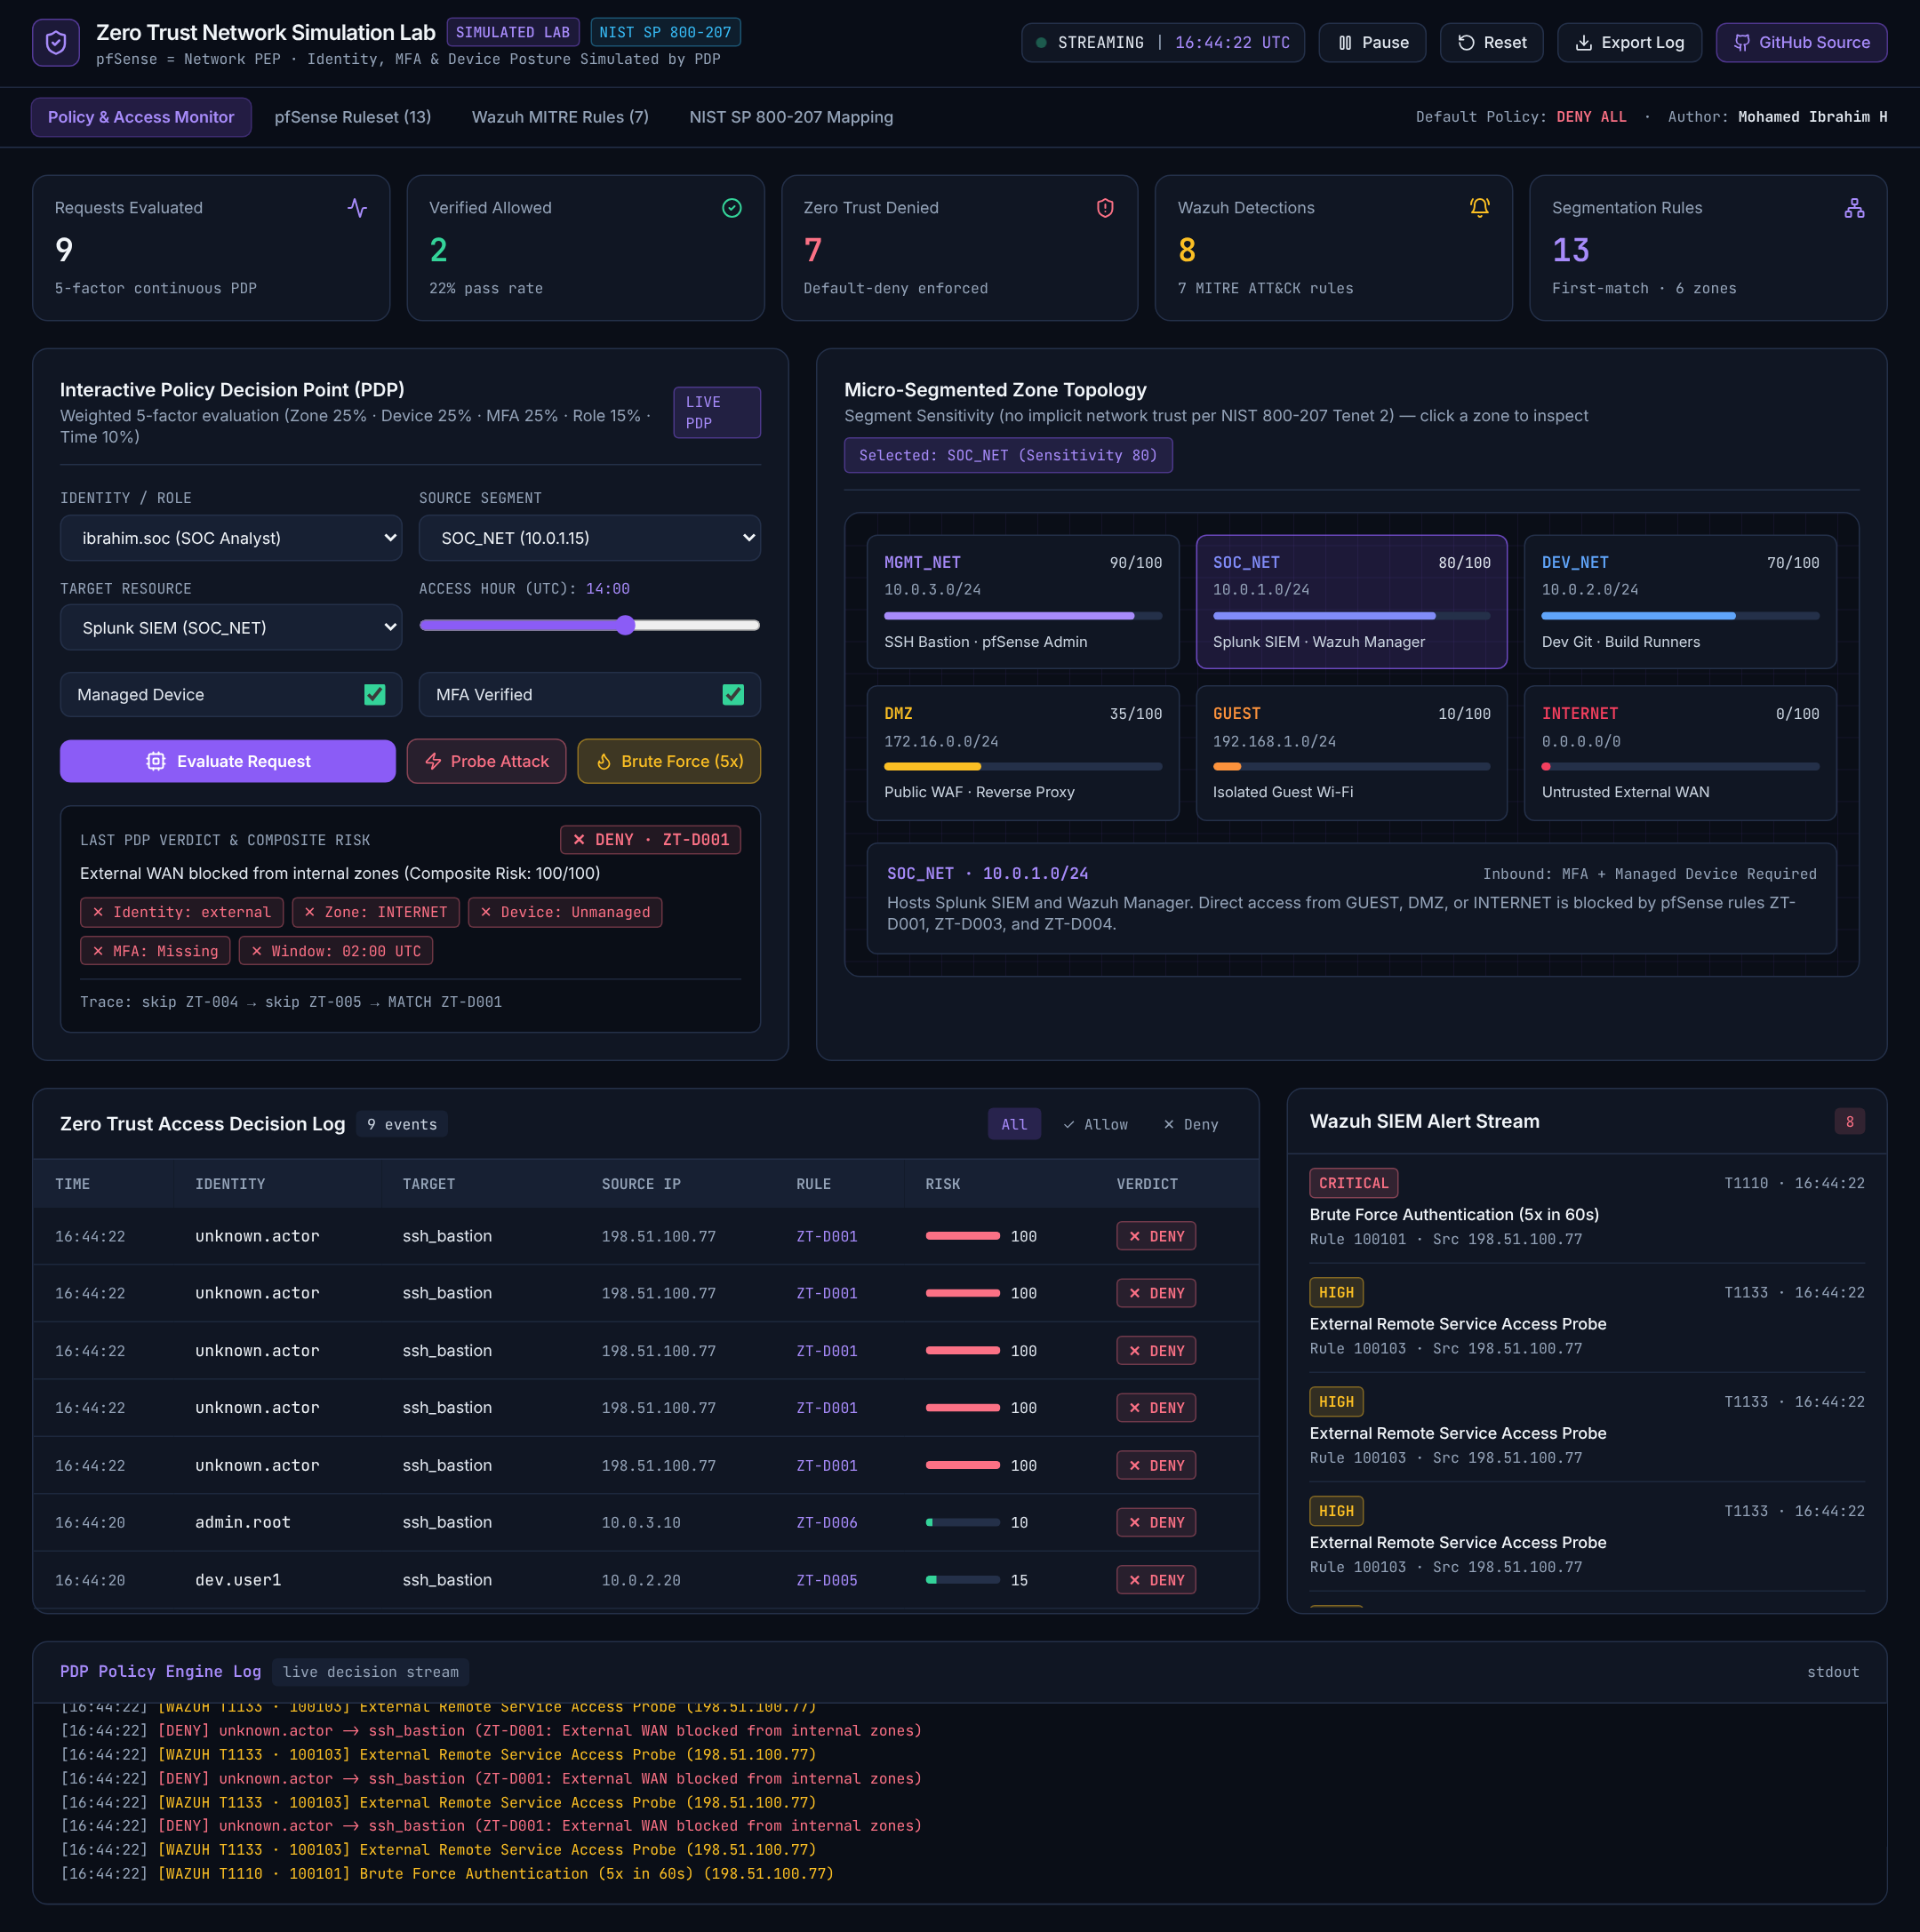 Zero Trust Network Simulation Lab SIMULATED LAB NIST SP 800-207
pfSense = Network PEP · Identity, MFA & Device Posture Simulated by PDP
STREAMING | 16:44:22 UTC Pause Reset Export Log GitHub Source
Policy & Access Monitor pfSense Ruleset (13) Wazuh MITRE Rules (7) NIST SP 800-207 Mapping
Default Policy: DENY ALL · Author: Mohamed Ibrahim H
Requests Evaluated
9
5-factor continuous PDP
Verified Allowed
2
22% pass rate
Zero Trust Denied
7
Default-deny enforced
Wazuh Detections
8
7 MITRE ATT&CK rules
Segmentation Rules
13
First-match · 6 zones
Interactive Policy Decision Point (PDP)
Weighted 5-factor evaluation (Zone 25% · Device 25% · MFA 25% · Role 15% ·
Time 10%)
LIVE
PDP
IDENTITY / ROLE
ibrahim.soc (SOC Analyst)
SOURCE SEGMENT
SOC_NET (10.0.1.15)
TARGET RESOURCE
Splunk SIEM (SOC_NET)
ACCESS HOUR (UTC): 14:00
Managed Device
MFA Verified
Evaluate Request
Probe Attack
Brute Force (5x)
LAST PDP VERDICT & COMPOSITE RISK
✕ DENY · ZT-D001
External WAN blocked from internal zones (Composite Risk: 100/100)
✕ Identity: external ✕ Zone: INTERNET ✕ Device: Unmanaged
✕ MFA: Missing ✕ Window: 02:00 UTC
Trace: skip ZT-004 → skip ZT-005 → MATCH ZT-D001
Micro-Segmented Zone Topology
Segment Sensitivity (no implicit network trust per NIST 800-207 Tenet 2) — click a zone to inspect
Selected: SOC_NET (Sensitivity 80)
MGMT_NET 90/100
10.0.3.0/24
SSH Bastion · pfSense Admin
SOC_NET 80/100
10.0.1.0/24
Splunk SIEM · Wazuh Manager
DEV_NET 70/100
10.0.2.0/24
Dev Git · Build Runners
DMZ 35/100
172.16.0.0/24
Public WAF · Reverse Proxy
GUEST 10/100
192.168.1.0/24
Isolated Guest Wi-Fi
INTERNET 0/100
0.0.0.0/0
Untrusted External WAN
SOC_NET · 10.0.1.0/24 Inbound: MFA + Managed Device Required
Hosts Splunk SIEM and Wazuh Manager. Direct access from GUEST, DMZ, or INTERNET is blocked by pfSense rules ZT-
D001, ZT-D003, and ZT-D004.
Zero Trust Access Decision Log 9 events
All ✓ Allow ✕ Deny
TIME IDENTITY TARGET SOURCE IP RULE RISK VERDICT
16:44:22 unknown.actor ssh_bastion 198.51.100.77 ZT-D001 100 ✕ DENY
16:44:22 unknown.actor ssh_bastion 198.51.100.77 ZT-D001 100 ✕ DENY
16:44:22 unknown.actor ssh_bastion 198.51.100.77 ZT-D001 100 ✕ DENY
16:44:22 unknown.actor ssh_bastion 198.51.100.77 ZT-D001 100 ✕ DENY
16:44:22 unknown.actor ssh_bastion 198.51.100.77 ZT-D001 100 ✕ DENY
16:44:20 admin.root ssh_bastion 10.0.3.10 ZT-D006 10 ✕ DENY
16:44:20 dev.user1 ssh_bastion 10.0.2.20 ZT-D005 15 ✕ DENY
Wazuh SIEM Alert Stream 8
CRITICAL T1110 · 16:44:22
Brute Force Authentication (5x in 60s)
Rule 100101 · Src 198.51.100.77
HIGH T1133 · 16:44:22
External Remote Service Access Probe
Rule 100103 · Src 198.51.100.77
HIGH T1133 · 16:44:22
External Remote Service Access Probe
Rule 100103 · Src 198.51.100.77
HIGH T1133 · 16:44:22
External Remote Service Access Probe
Rule 100103 · Src 198.51.100.77
PDP Policy Engine Log live decision stream stdout
[16:44:22] [WAZUH T1133 · 100103] External Remote Service Access Probe (198.51.100.77)
[16:44:22] [DENY] unknown.actor → ssh_bastion (ZT-D001: External WAN blocked from internal zones)
[16:44:22] [WAZUH T1133 · 100103] External Remote Service Access Probe (198.51.100.77)
[16:44:22] [DENY] unknown.actor → ssh_bastion (ZT-D001: External WAN blocked from internal zones)
[16:44:22] [WAZUH T1133 · 100103] External Remote Service Access Probe (198.51.100.77)
[16:44:22] [DENY] unknown.actor → ssh_bastion (ZT-D001: External WAN blocked from internal zones)
[16:44:22] [WAZUH T1133 · 100103] External Remote Service Access Probe (198.51.100.77)
[16:44:22] [WAZUH T1110 · 100101] Brute Force Authentication (5x in 60s) (198.51.100.77)